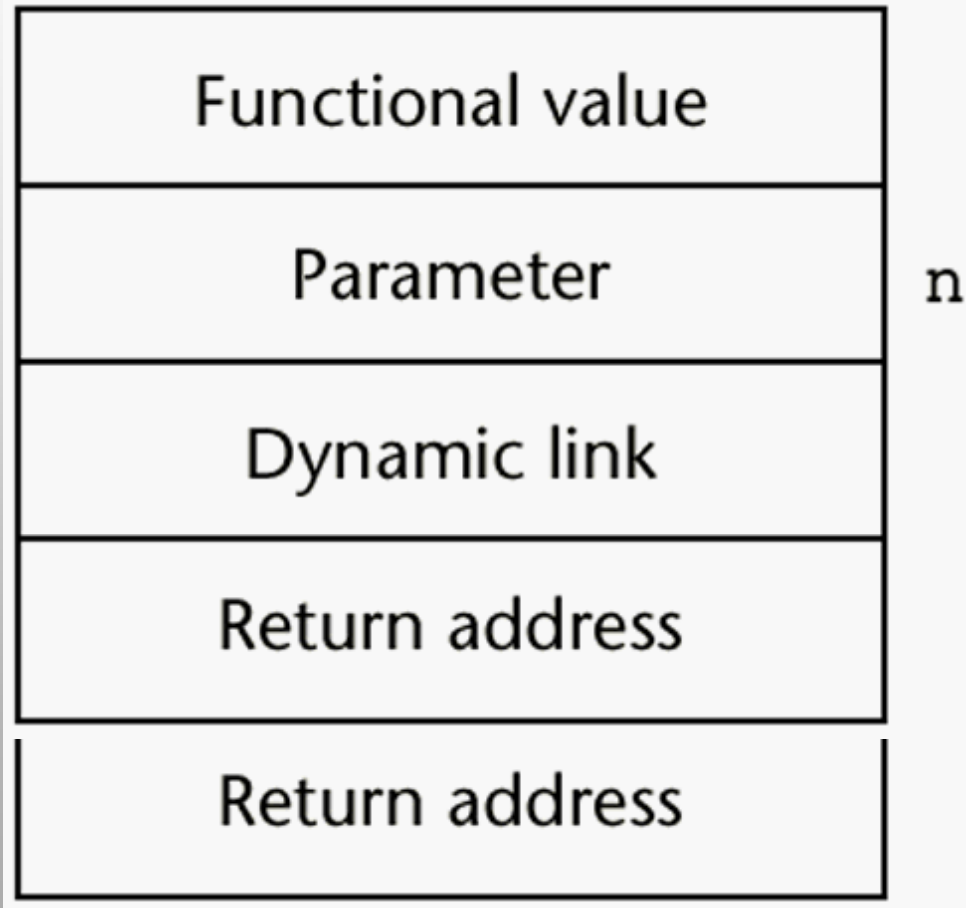 Functional value
Parameter n
Dynamic link
Return address
Return address